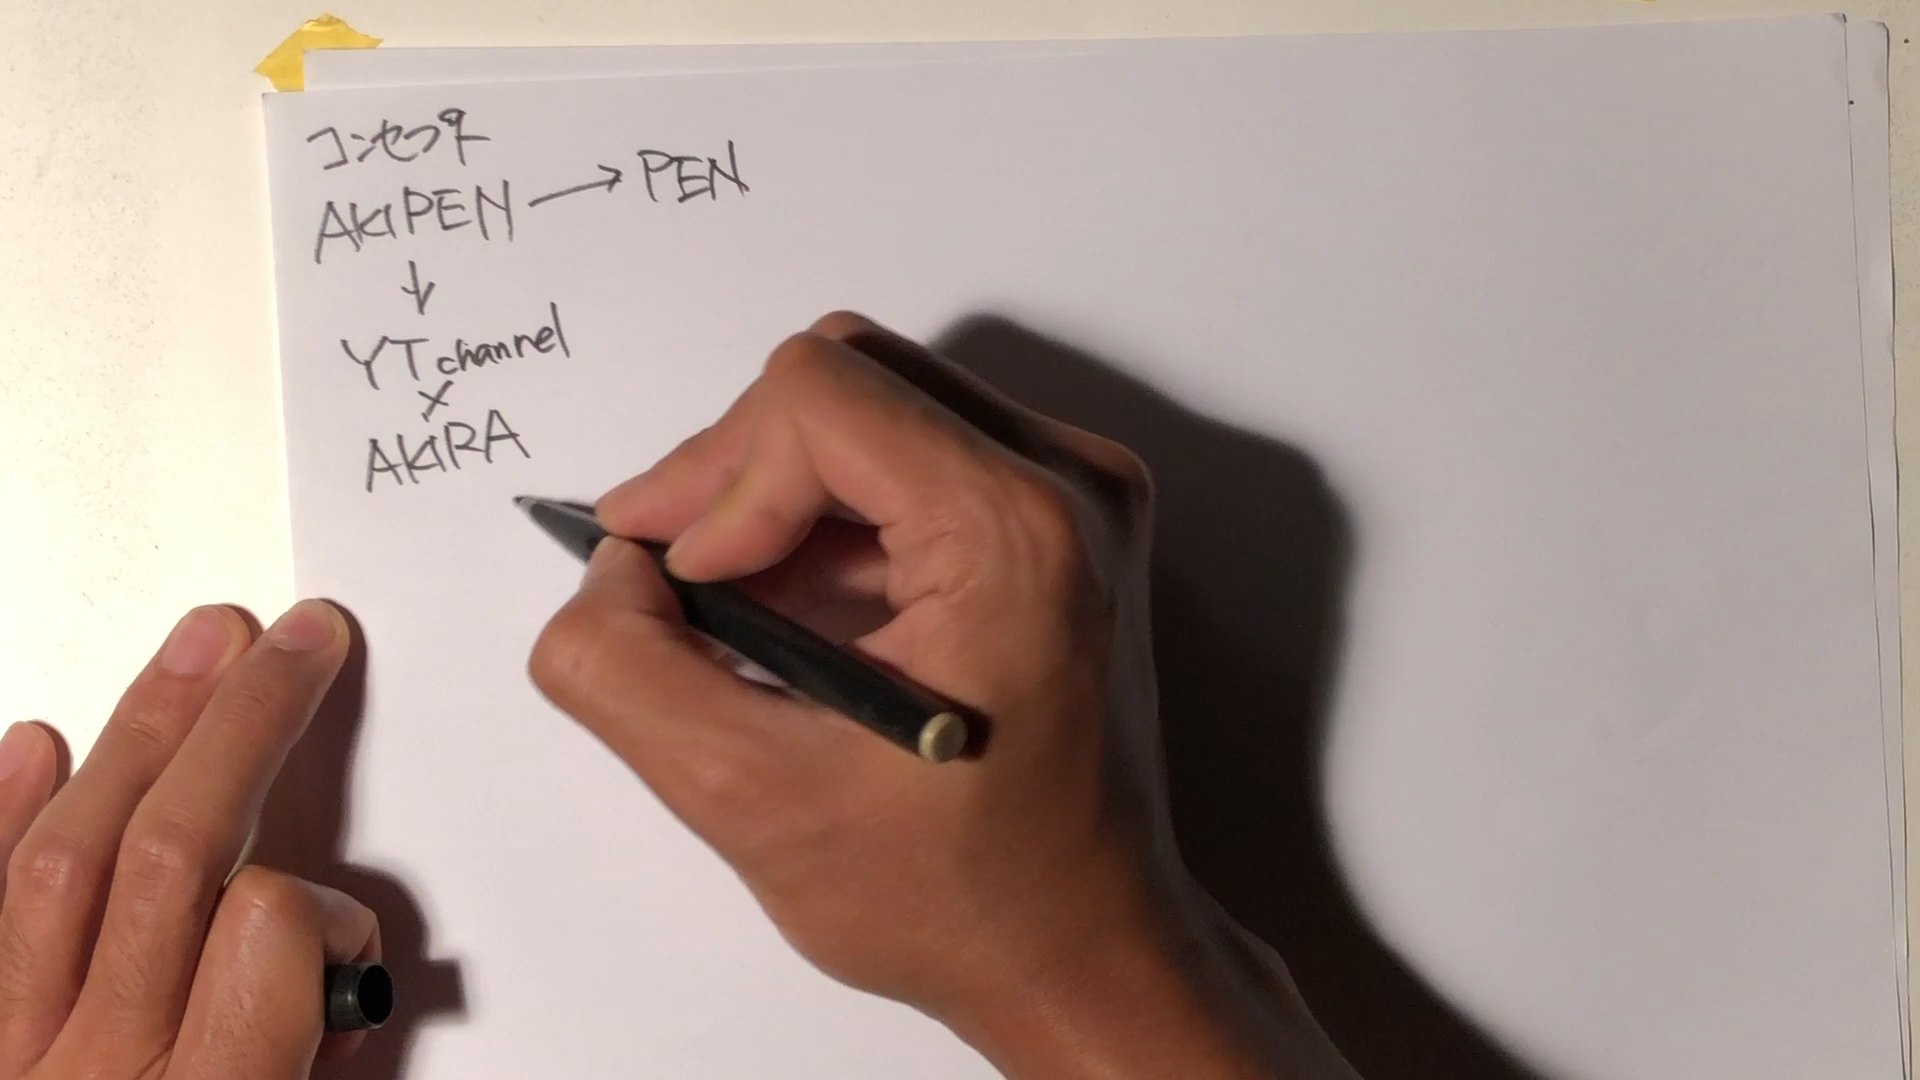 コンセプト
AKIPEN → PEN
↓
YT channel
×
AKIRA